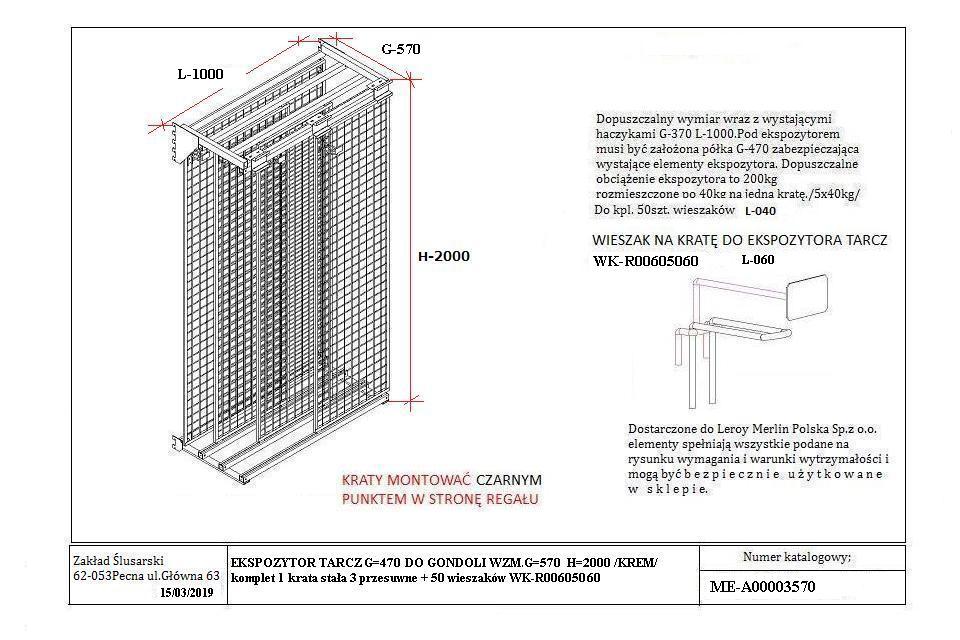 G-570
L-1000
H-2000
Dopuszczalny wymiar wraz z wystającymi
haczykami G-370 L-1000.Pod ekspozytorem
musi być założona półka G-470 zabezpieczająca
wystające elementy ekspozytora. Dopuszczalne
obciążenie ekspozytora to 200kg
rozmieszczone po 40kg na jedna kratę./5x40kg/
Do kpl. 50szt. wieszaków L-040
WIESZAK NA KRATĘ DO EKSPOZYTORA TARCZ
WK-R00605060 L-060
Dostarczone do Leroy Merlin Polska Sp.z o.o.
elementy spełniają wszystkie podane na
rysunku wymagania i warunki wytrzymałości i
mogą być b e z p i e c z n i e u ż y t k o w a n e
w s k l e p i e.
KRATY MONTOWAĆ CZARNYM
PUNKTEM W STRONĘ REGAŁU
Zakład Ślusarski
62-053Pecna ul.Główna 63
15/03/2019
EKSPOZYTOR TARCZ G=470 DO GONDOLI WZM.G=570 H=2000 /KREM/
komplet 1 krata stała 3 przesuwne + 50 wieszaków WK-R00605060
Numer katalogowy;
ME-A00003570